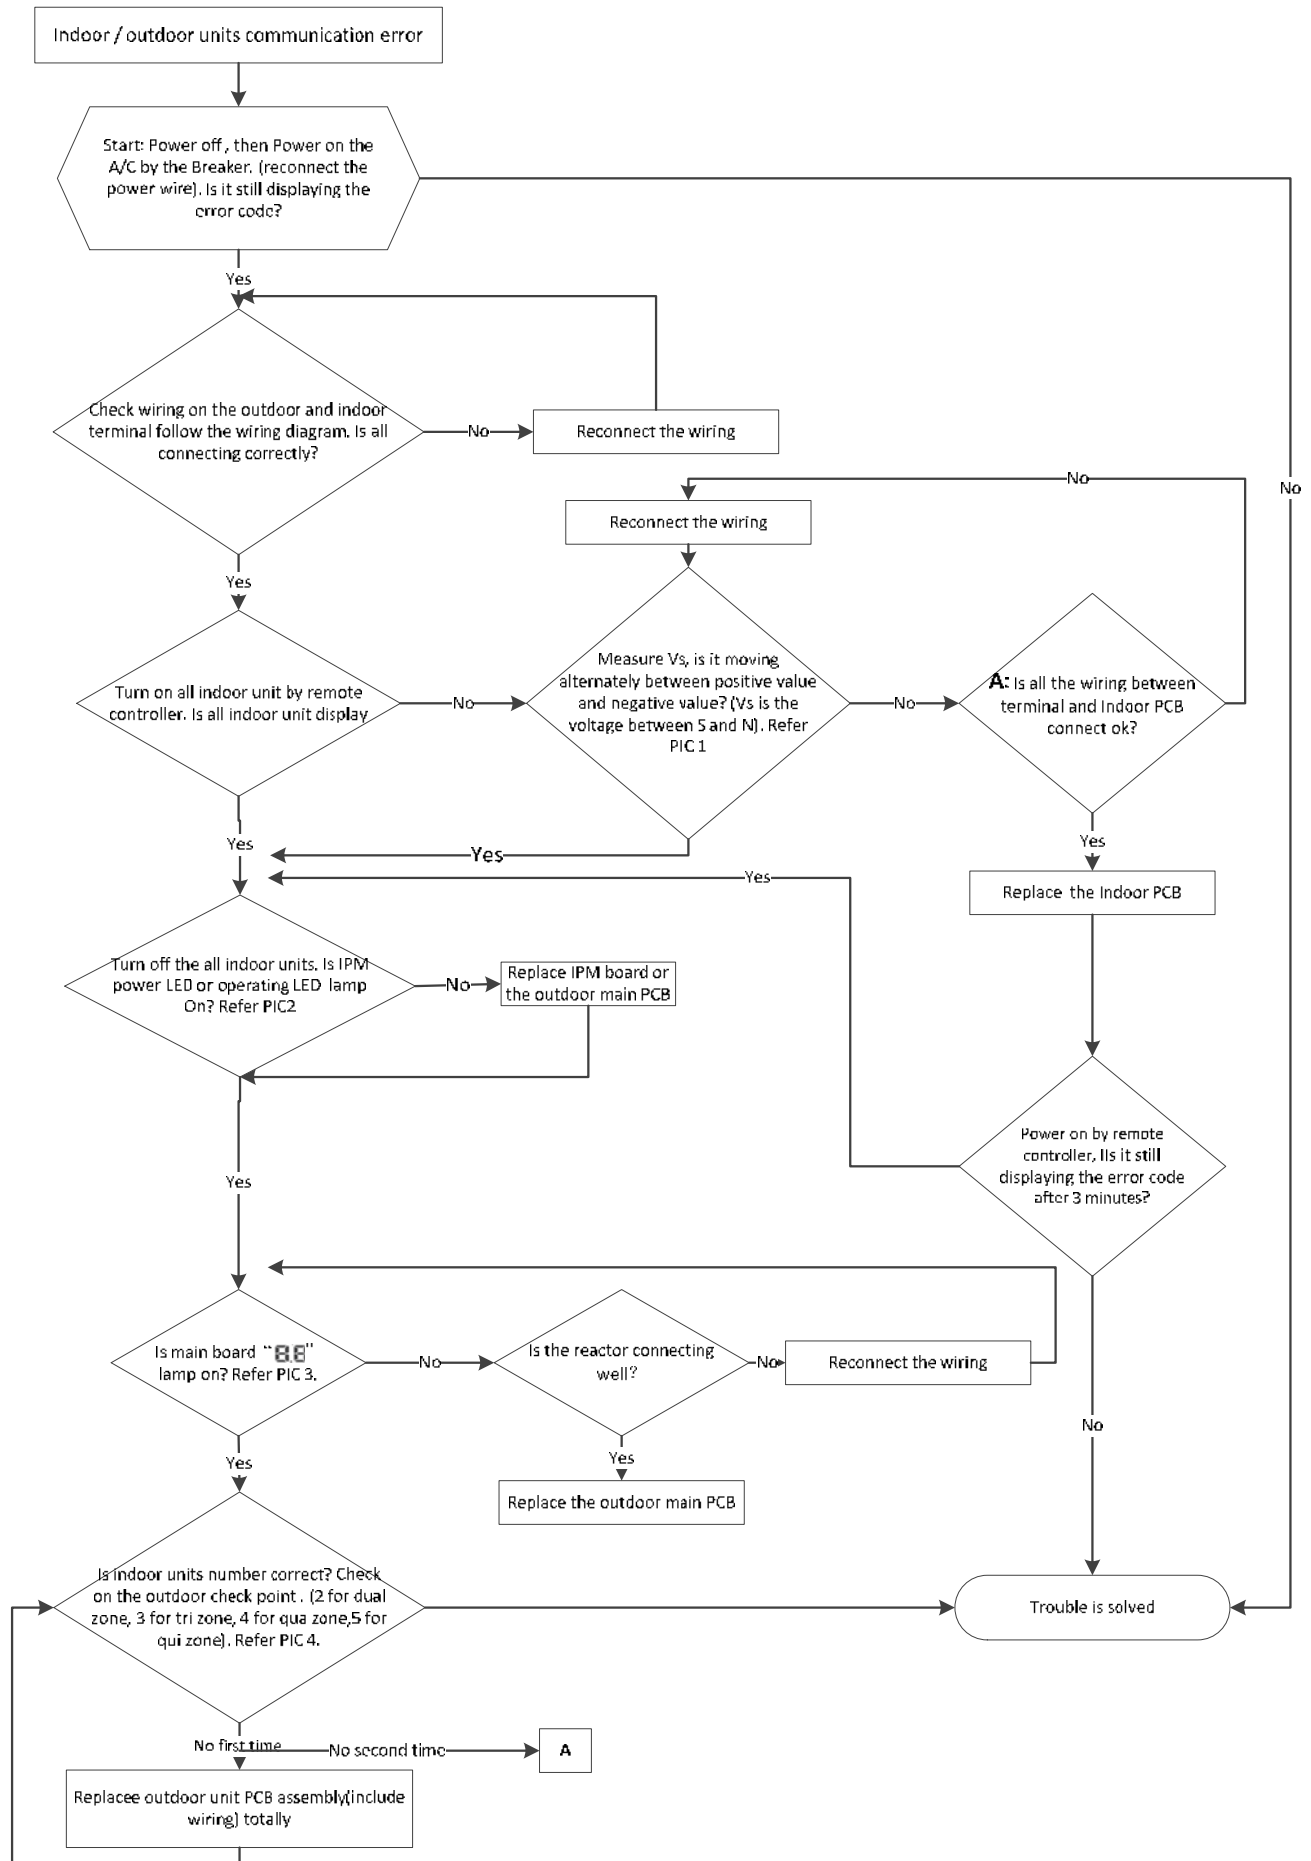 Indoor / outdoor units communication error
Start: Power off , then Power on the
A/C by the Breaker. (reconnect the
power wire). Is it still displaying the
error code?
Yes
Check wiring on the outdoor and indoor
terminal follow the wiring diagram. Is all
connecting correctly?
No
Reconnect the wiring
No
No
Reconnect the wiring
Yes
Turn on all indoor unit by remote
controller. Is all indoor unit display
No
Measure Vs, is it moving
alternately between positive value
and negative value? (Vs is the
voltage between S and N). Refer
PIC 1
No
A: Is all the wiring between
terminal and Indoor PCB
connect ok?
Yes
Yes
Yes
Yes
Replace the Indoor PCB
Turn off the all indoor units. Is IPM
power LED or operating LED lamp
On? Refer PIC2
No
Replace IPM board or
the outdoor main PCB
Power on by remote
controller, IIs it still
displaying the error code
after 3 minutes?
Yes
Is main board “8.8”
lamp on? Refer PIC 3.
No
Is the reactor connecting
well?
No
Reconnect the wiring
No
Yes
Yes
Replace the outdoor main PCB
Is indoor units number correct? Check
on the outdoor check point . (2 for dual
zone, 3 for tri zone, 4 for qua zone,5 for
qui zone). Refer PIC 4.
Trouble is solved
No first time
No second time
A
Replacee outdoor unit PCB assembly(include
wiring) totally